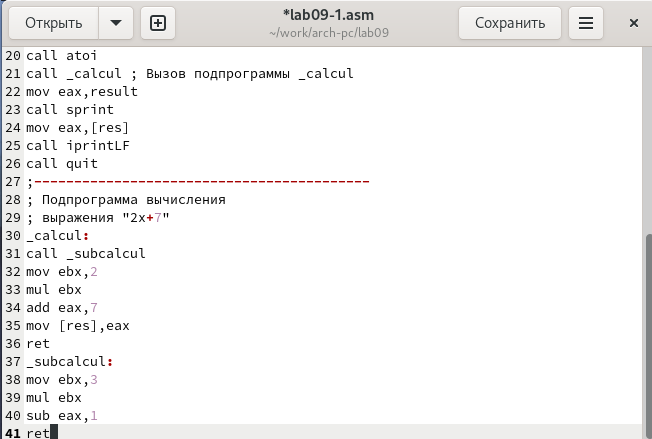 Открыть
*lab09-1.asm
~/work/arch-pc/lab09
Сохранить
20 call atoi
21 call _calcul ; Вызов подпрограммы _calcul
22 mov eax,result
23 call sprint
24 mov eax,[res]
25 call iprintLF
26 call quit
27 ;------------------------------------------
28 ; Подпрограмма вычисления
29 ; выражения "2x+7"
30 _calcul:
31 call _subcalcul
32 mov ebx,2
33 mul ebx
34 add eax,7
35 mov [res],eax
36 ret
37 _subcalcul:
38 mov ebx,3
39 mul ebx
40 sub eax,1
41 ret